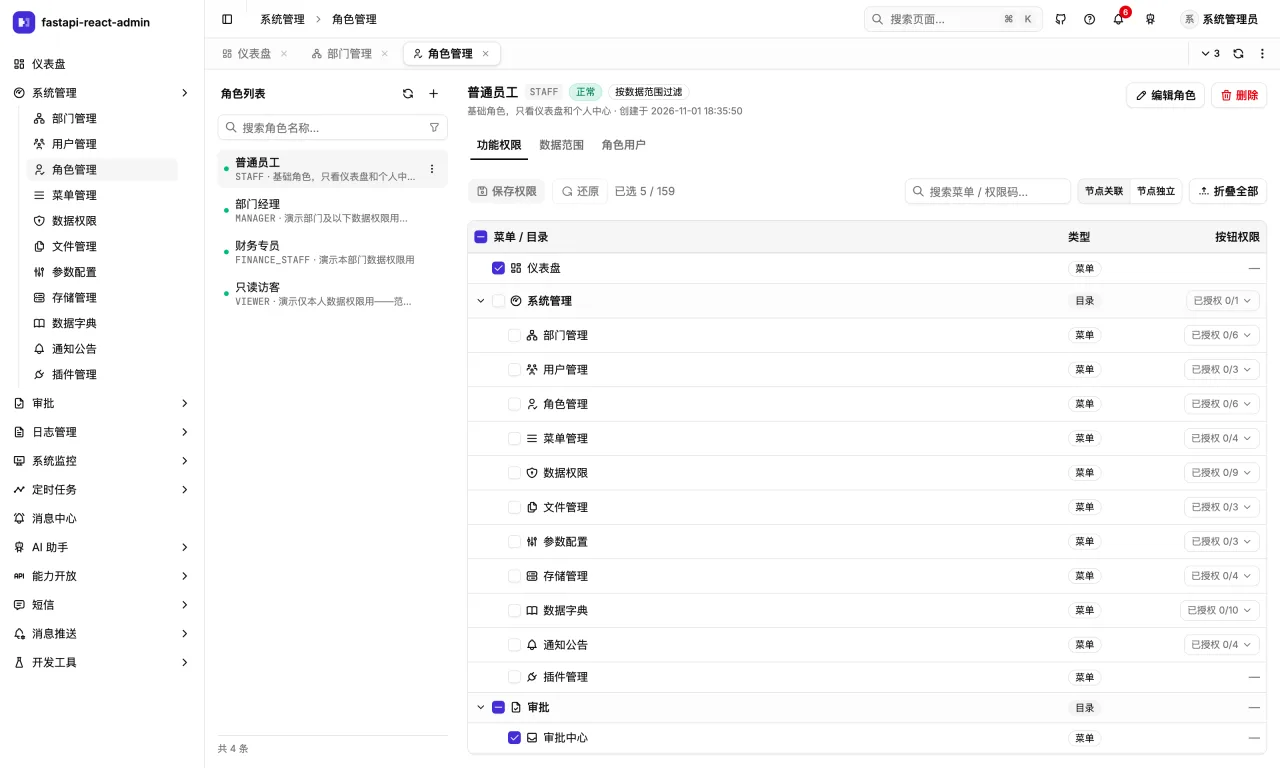 fastapi-react-admin
仪表盘
系统管理
部门管理
用户管理
角色管理
菜单管理
数据权限
文件管理
参数配置
存储管理
数据字典
通知公告
插件管理
审批
日志管理
系统监控
定时任务
消息中心
AI 助手
API 能力开放
短信
消息推送
开发工具
系统管理 > 角色管理
搜索页面... ⌘ K
6
系 系统管理员
仪表盘 × 部门管理 × 角色管理 ×
3
角色列表
搜索角色名称...
普通员工
STAFF · 基础角色，只看仪表盘和个人中...
部门经理
MANAGER · 演示部门及以下数据权限用...
财务专员
FINANCE_STAFF · 演示本部门数据权限用
只读访客
VIEWER · 演示仅本人数据权限用——范...
共 4 条
普通员工 STAFF 正常 按数据范围过滤
基础角色，只看仪表盘和个人中心 · 创建于 2026-11-01 18:35:50
编辑角色 删除
功能权限 数据范围 角色用户
保存权限 还原 已选 5 / 159
搜索菜单 / 权限码... 节点关联 节点独立 折叠全部
菜单 / 目录 类型 按钮权限
仪表盘 菜单 —
系统管理 目录 已授权 0/1
部门管理 菜单 已授权 0/6
用户管理 菜单 已授权 0/3
角色管理 菜单 已授权 0/6
菜单管理 菜单 已授权 0/4
数据权限 菜单 已授权 0/9
文件管理 菜单 已授权 0/3
参数配置 菜单 已授权 0/3
存储管理 菜单 已授权 0/4
数据字典 菜单 已授权 0/10
通知公告 菜单 已授权 0/4
插件管理 菜单 —
审批 目录 —
审批中心 菜单 —